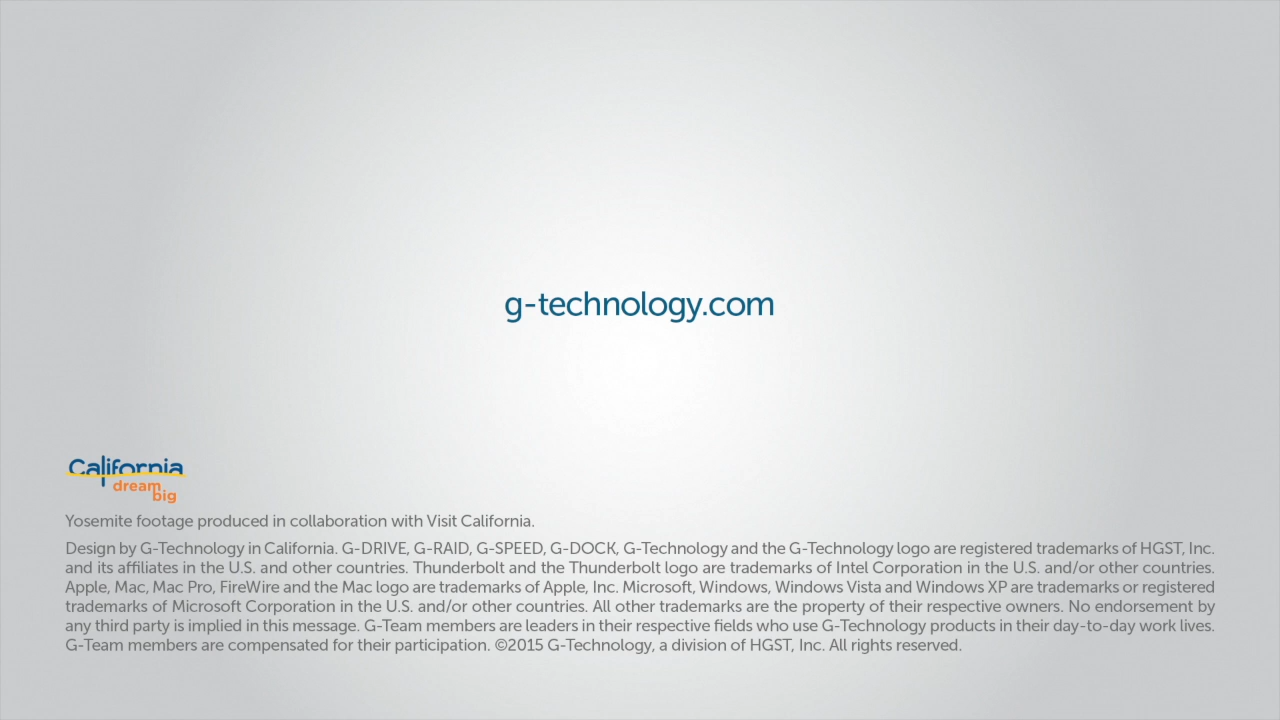 g-technology.com
California
dream
big
Yosemite footage produced in collaboration with Visit California.
Design by G-Technology in California. G-DRIVE, G-RAID, G-SPEED, G-DOCK, G-Technology and the G-Technology logo are registered trademarks of HGST, Inc.
and its affiliates in the U.S. and other countries. Thunderbolt and the Thunderbolt logo are trademarks of Intel Corporation in the U.S. and/or other countries.
Apple, Mac, Mac Pro, FireWire and the Mac logo are trademarks of Apple, Inc. Microsoft, Windows, Windows Vista and Windows XP are trademarks or registered
trademarks of Microsoft Corporation in the U.S. and/or other countries. All other trademarks are the property of their respective owners. No endorsement by
any third party is implied in this message. G-Team members are leaders in their respective fields who use G-Technology products in their day-to-day work lives.
G-Team members are compensated for their participation. ©2015 G-Technology, a division of HGST, Inc. All rights reserved.